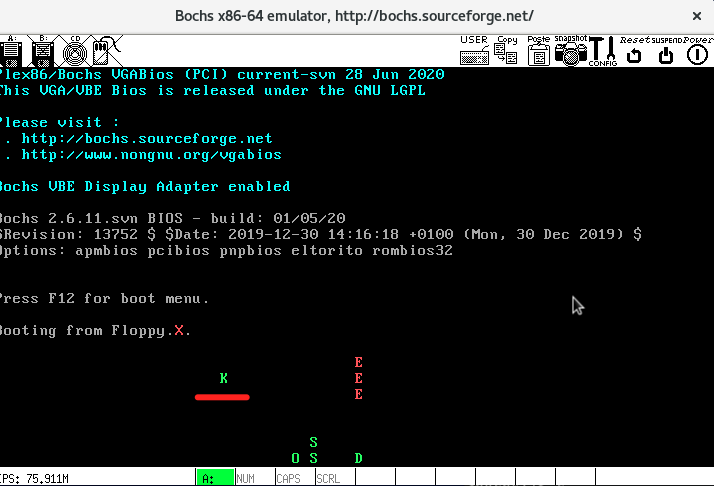 Bochs x86-64 emulator, http://bochs.sourceforge.net/
A: B: CD USER Copy Paste snapshot CONFIG Reset SUSPEND Power
Plex86/Bochs VGABios (PCI) current-svn 28 Jun 2020
This VGA/VBE Bios is released under the GNU LGPL
Please visit :
. http://bochs.sourceforge.net
. http://www.nongnu.org/vgabios
Bochs VBE Display Adapter enabled
Bochs 2.6.11.svn BIOS - build: 01/05/20
$Revision: 13752 $ $Date: 2019-12-30 14:16:18 +0100 (Mon, 30 Dec 2019) $
Options: apmbios pcibios pnpbios eltorito rombios32
Press F12 for boot menu.
Booting from Floppy.X.
E
K E
E
S
O S D
IPS: 75.911M A: NUM CAPS SCRL